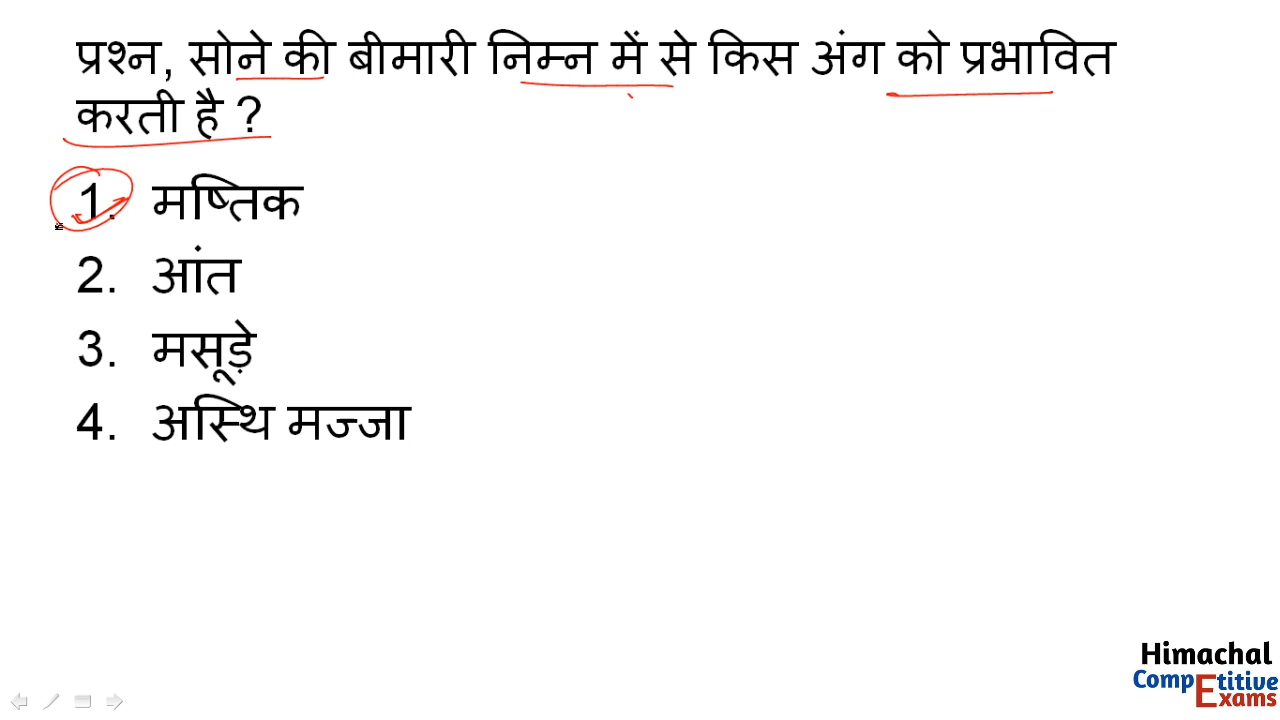 प्रश्न, सोने की बीमारी निम्न में से किस अंग को प्रभावित
करती है ?
1. मष्तिक
2. आंत
3. मसूड़े
4. अस्थि मज्जा
Himachal
Competitive
Exams